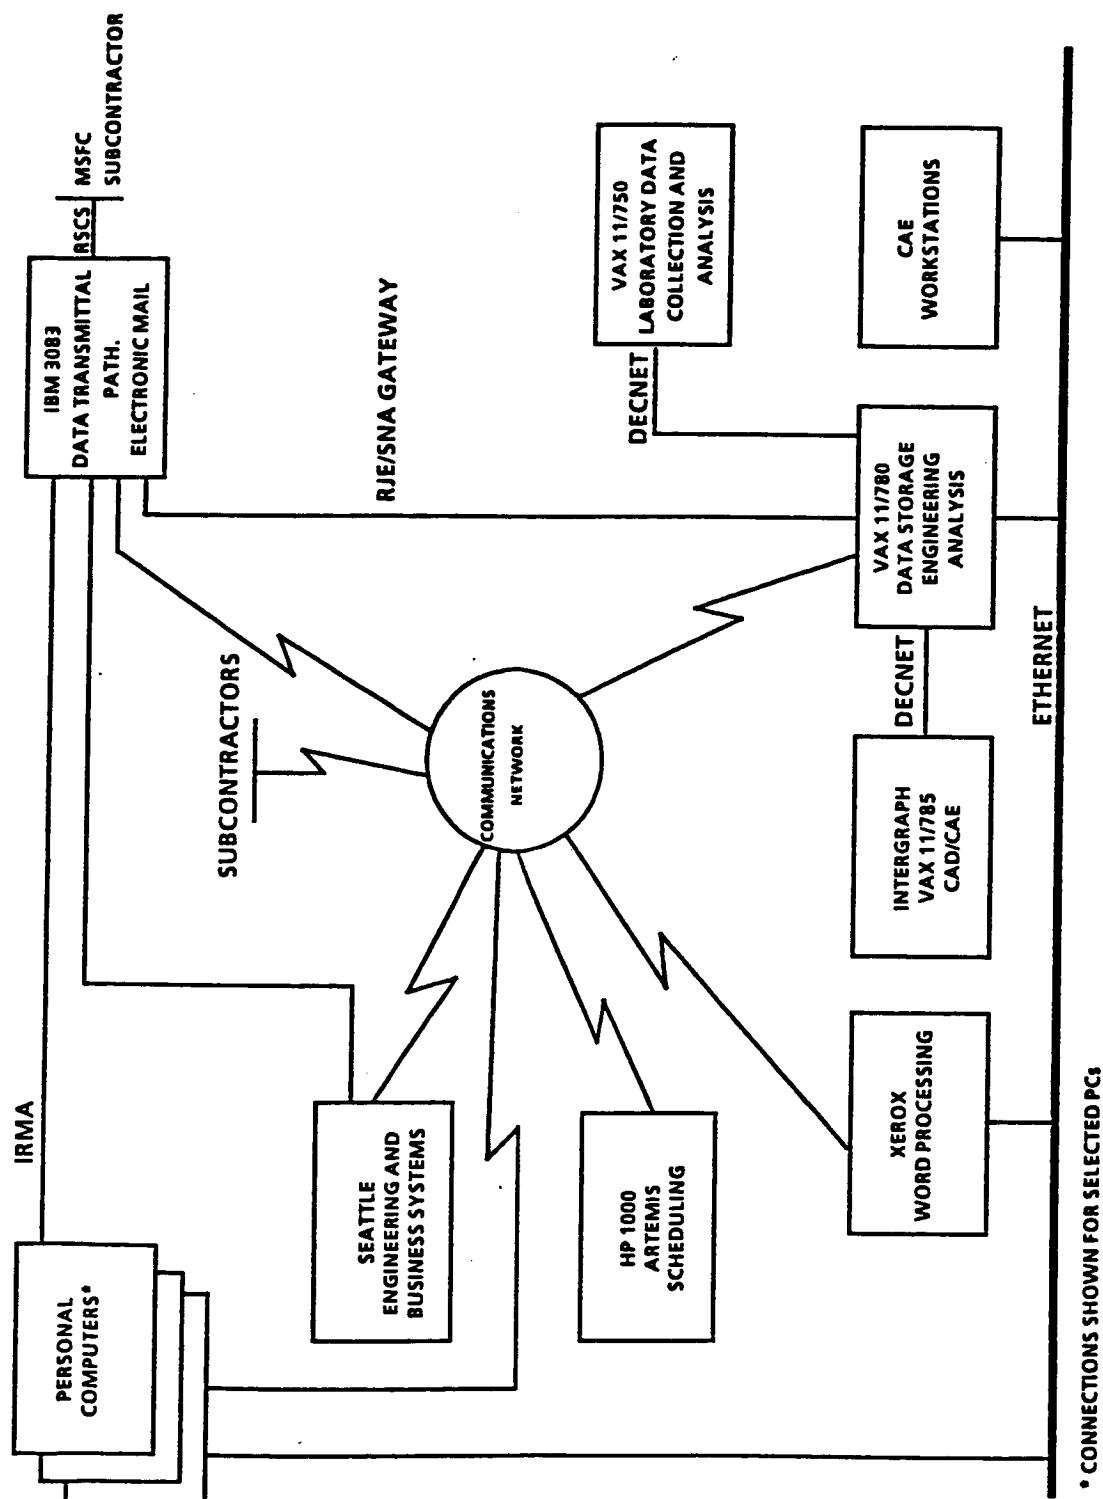 PERSONAL
COMPUTERS*
IRMA
IBM 3083
DATA TRANSMITTAL
PATH.
ELECTRONIC MAIL
RSCS
MSFC
SUBCONTRACTOR
SUBCONTRACTORS
RJE/SNA GATEWAY
SEATTLE
ENGINEERING AND
BUSINESS SYSTEMS
COMMUNICATIONS
NETWORK
HP 1000
ARTEMIS
SCHEDULING
DECNET
VAX 11/750
LABORATORY DATA
COLLECTION AND
ANALYSIS
XEROX
WORD PROCESSING
INTERGRAPH
VAX 11/785
CAD/CAE
DECNET
VAX 11/780
DATA STORAGE
ENGINEERING
ANALYSIS
CAE
WORKSTATIONS
ETHERNET
* CONNECTIONS SHOWN FOR SELECTED PCs